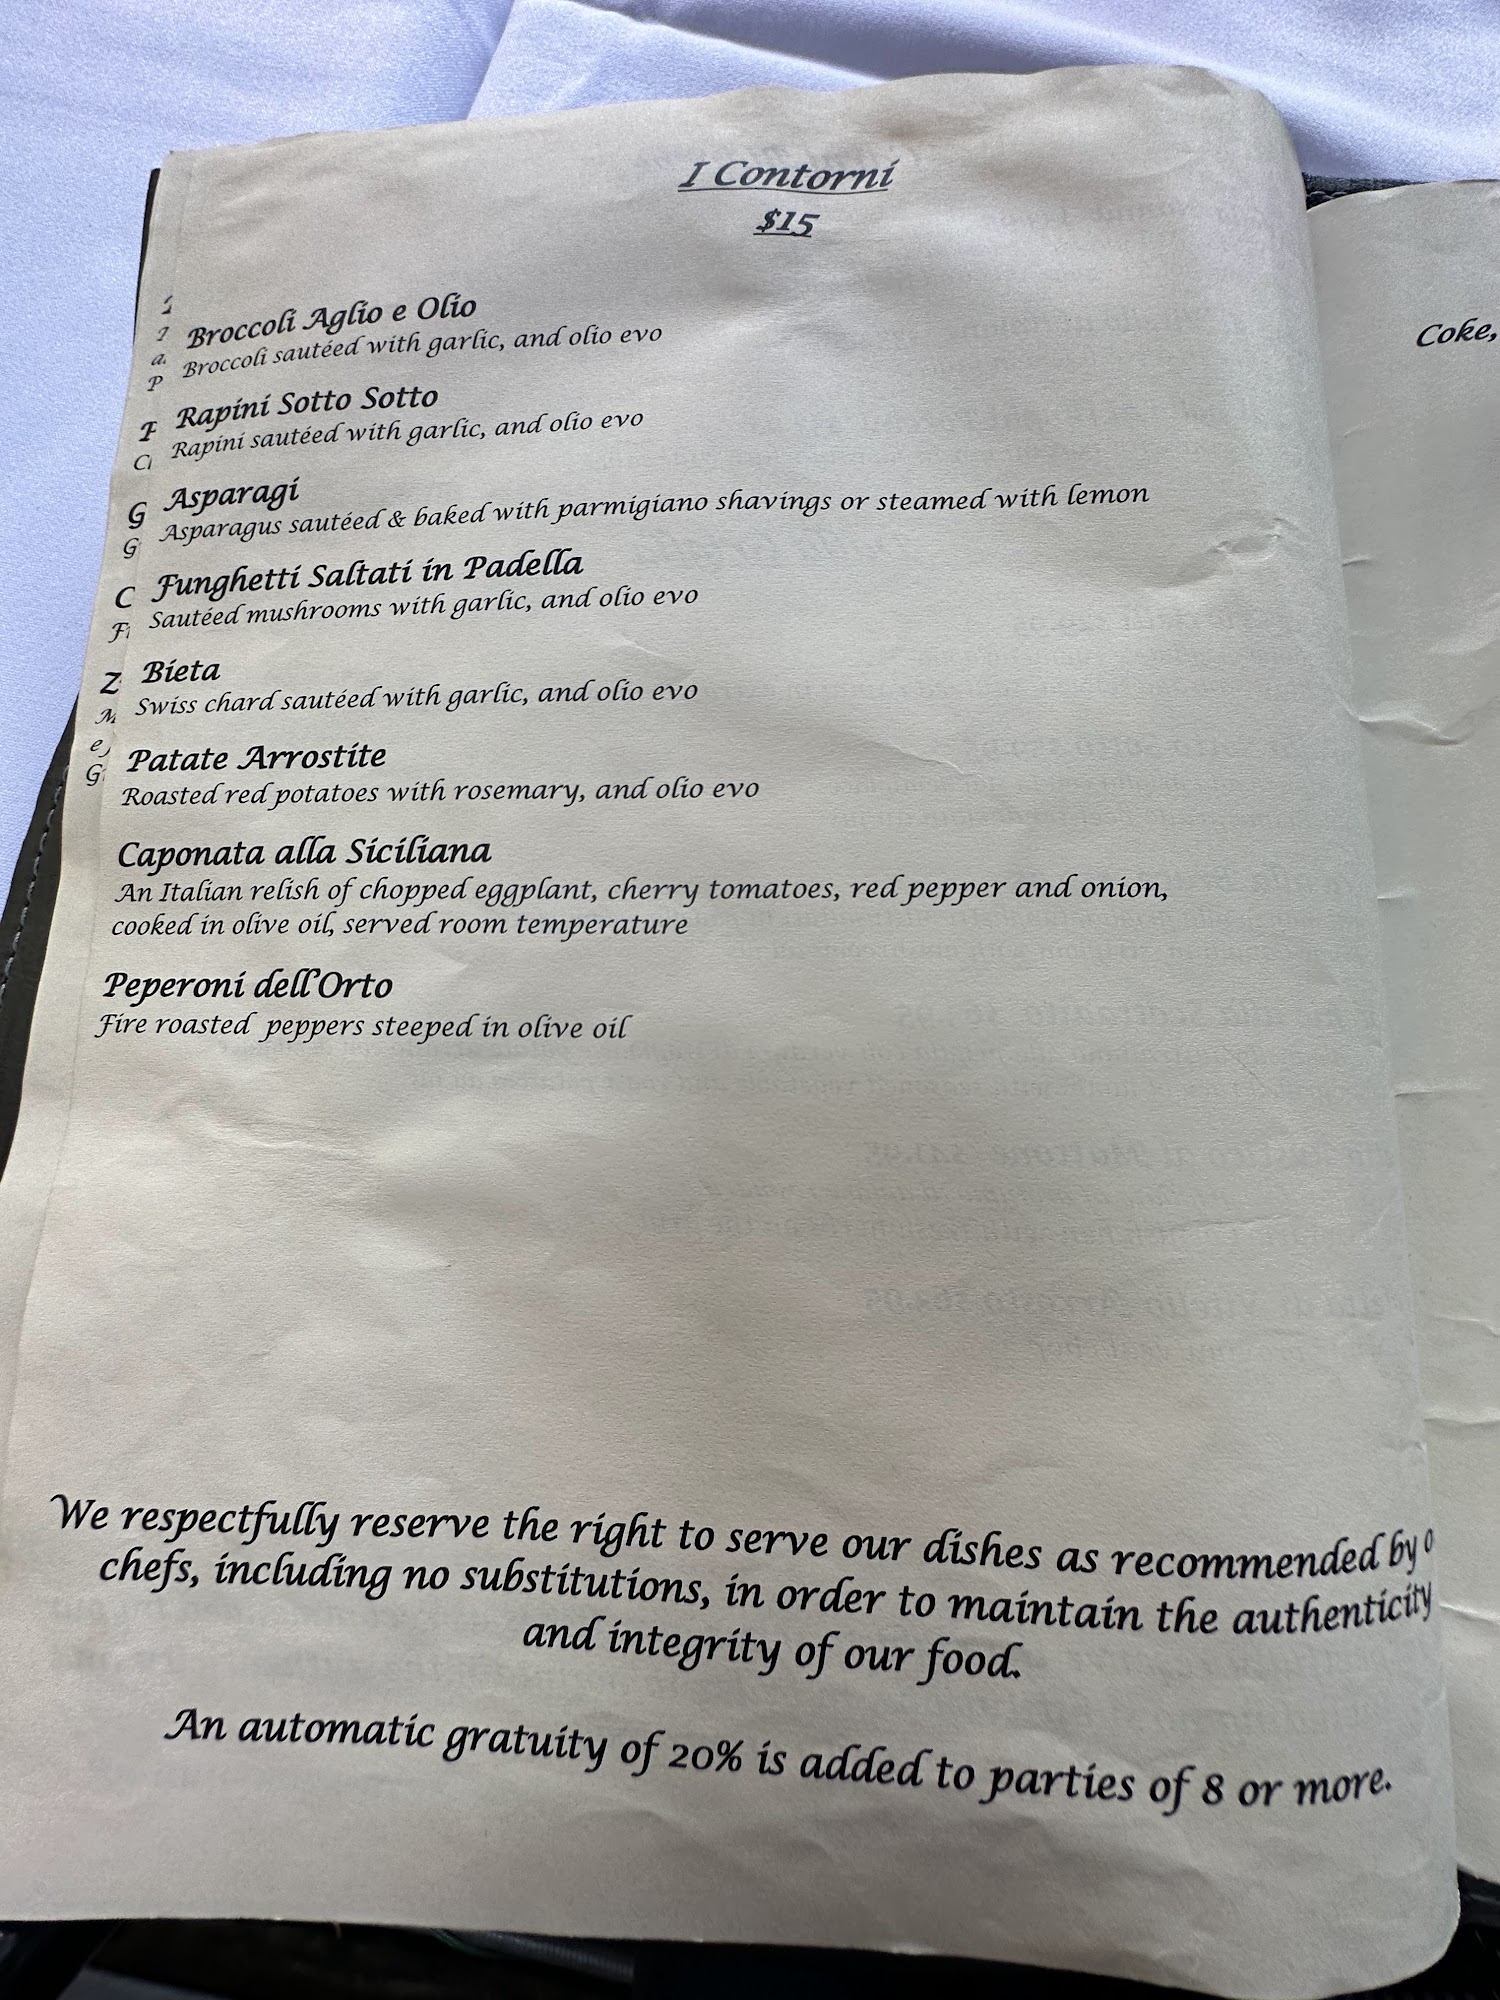 I Contorni
$15
Broccoli Aglio e Olio
Broccoli sautéed with garlic, and olio evo
Rapini Sotto Sotto
Rapini sautéed with garlic, and olio evo
Asparagi
Asparagus sautéed & baked with parmigiano shavings or steamed with lemon
Funghetti Saltati in Padella
Sautéed mushrooms with garlic, and olio evo
Bieta
Swiss chard sautéed with garlic, and olio evo
Patate Arrostite
Roasted red potatoes with rosemary, and olio evo
Caponata alla Siciliana
An Italian relish of chopped eggplant, cherry tomatoes, red pepper and onion,
cooked in olive oil, served room temperature
Peperoni dell'Orto
Fire roasted peppers steeped in olive oil
We respectfully reserve the right to serve our dishes as recommended by
chefs, including no substitutions, in order to maintain the authenticity
and integrity of our food.
An automatic gratuity of 20% is added to parties of 8 or more.
Coke,